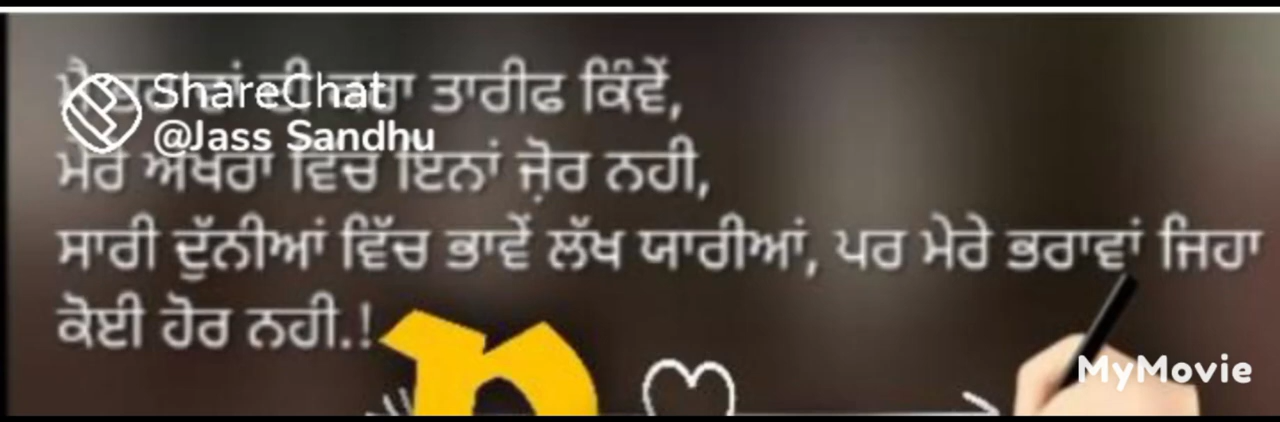 ShareChat
@Jass Sandhu
ਤਾਰੀਫ ਕਿੰਵੇਂ,
ਮੇਰੇ ਅੱਖਰਾਂ ਵਿੱਚ ਇਨਾਂ ਜ਼ੋਰ ਨਹੀ,
ਸਾਰੀ ਦੁੱਨੀਆਂ ਵਿੱਚ ਭਾਵੇਂ ਲੱਖ ਯਾਰੀਆਂ, ਪਰ ਮੇਰੇ ਭਰਾਵਾਂ ਜਿਹਾ
ਕੋਈ ਹੋਰ ਨਹੀ.!
n
MyMovie